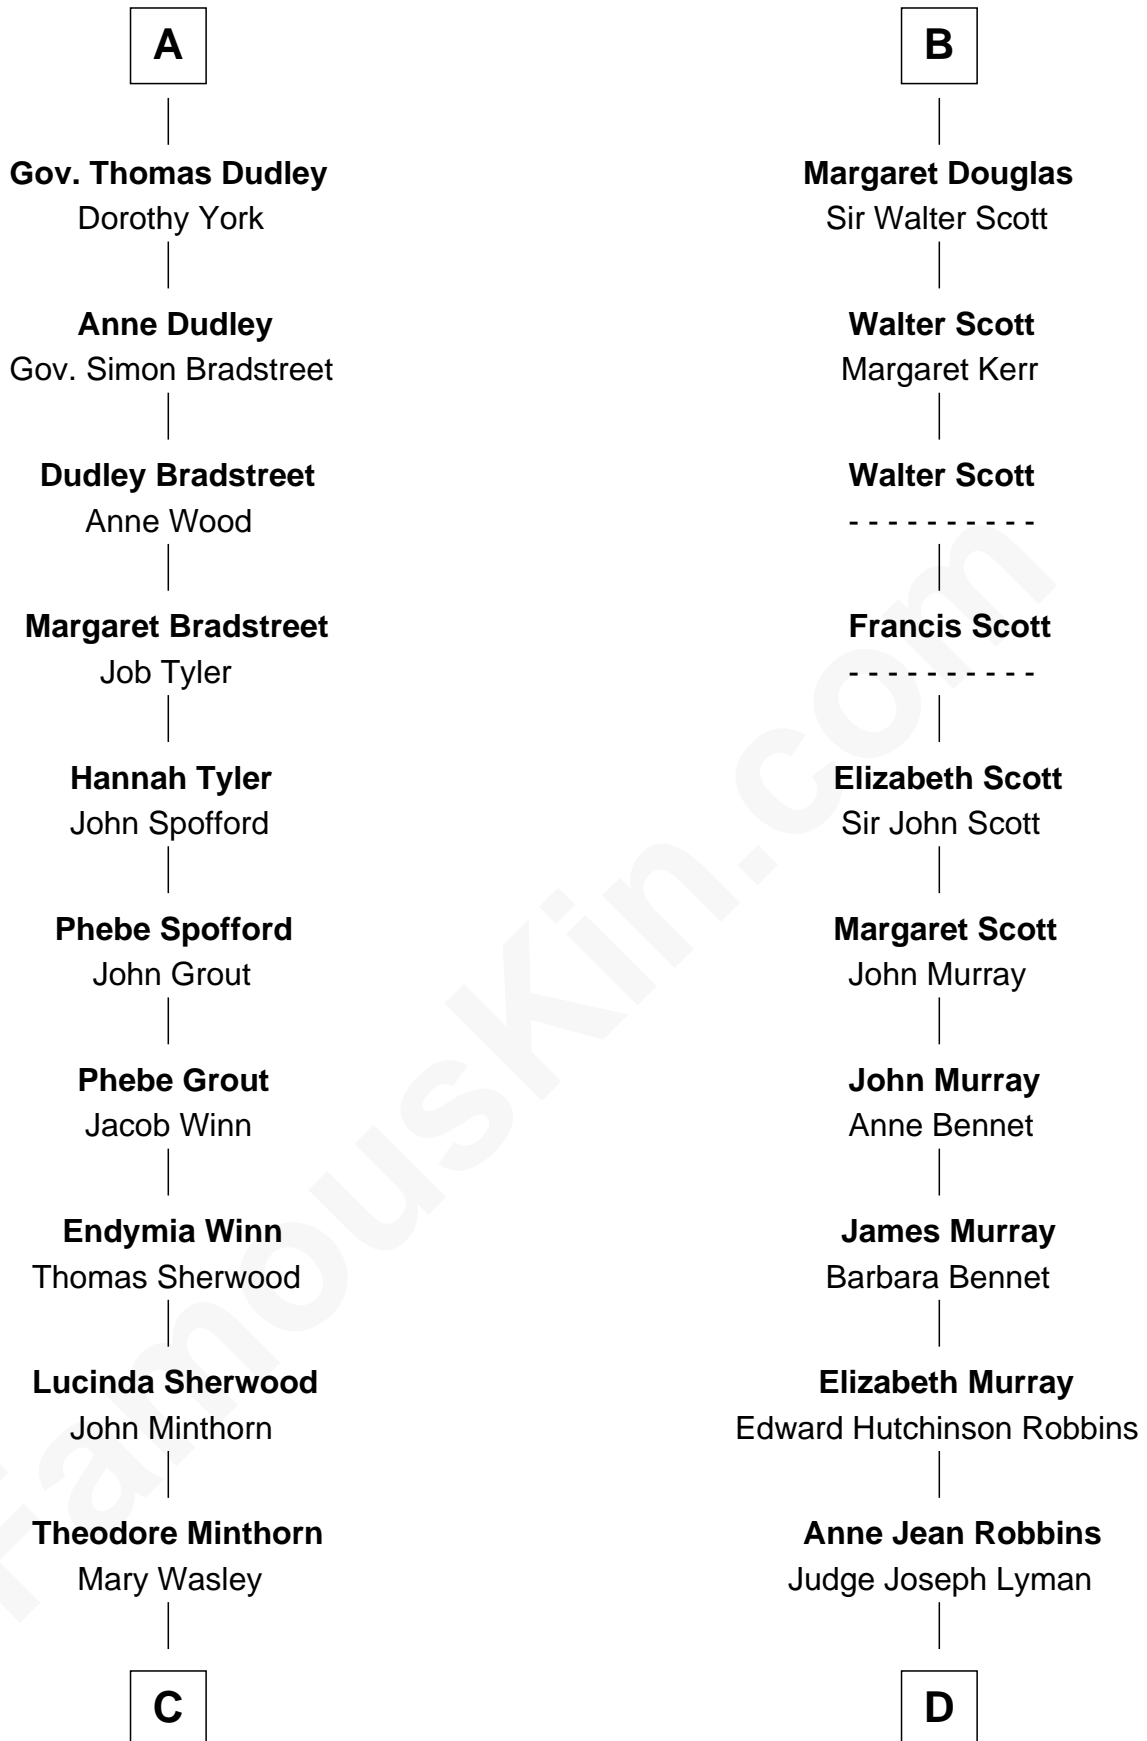 A
Gov. Thomas Dudley
Dorothy York
Anne Dudley
Gov. Simon Bradstreet
Dudley Bradstreet
Anne Wood
Margaret Bradstreet
Job Tyler
Hannah Tyler
John Spofford
Phebe Spofford
John Grout
Phebe Grout
Jacob Winn
Endymia Winn
Thomas Sherwood
Lucinda Sherwood
John Minthorn
Theodore Minthorn
Mary Wasley
C
B
Margaret Douglas
Sir Walter Scott
Walter Scott
Margaret Kerr
Walter Scott
- - - - - - - - - -
Francis Scott
- - - - - - - - - -
Elizabeth Scott
Sir John Scott
Margaret Scott
John Murray
John Murray
Anne Bennet
James Murray
Barbara Bennet
Elizabeth Murray
Edward Hutchinson Robbins
Anne Jean Robbins
Judge Joseph Lyman
D
FamousKin.com